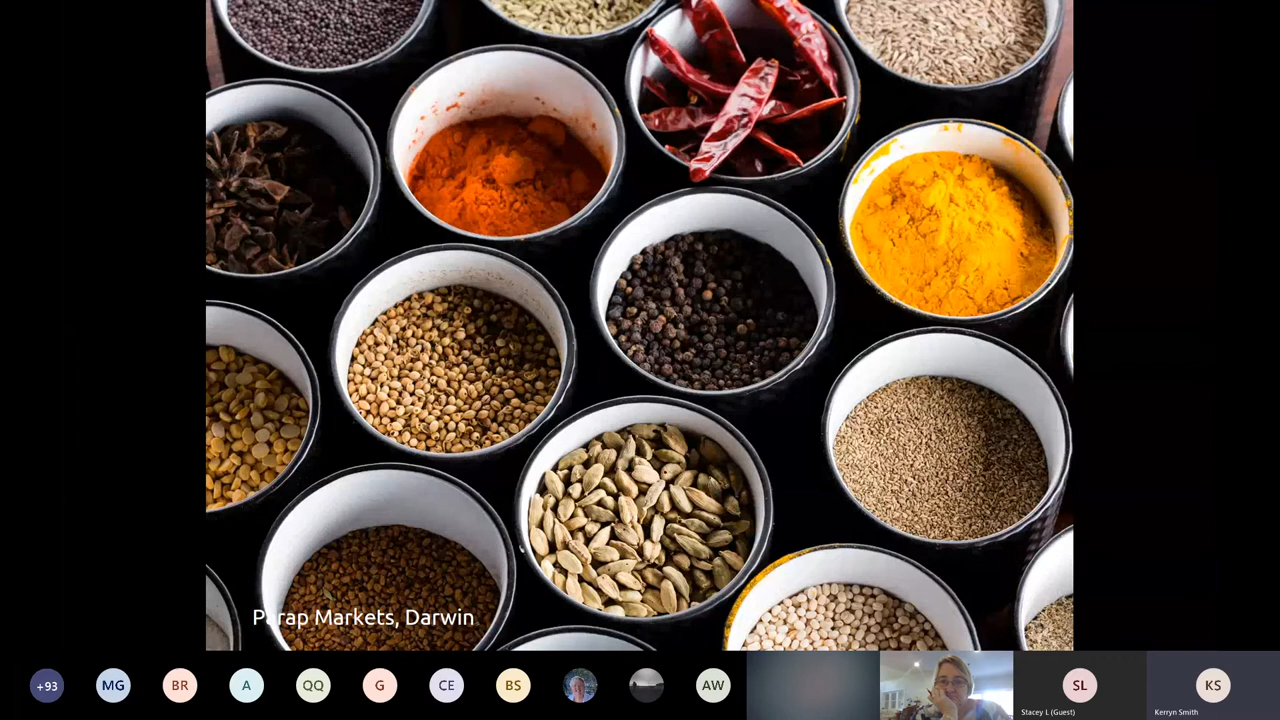 Parap Markets, Darwin
+93
MG
BR
A
QQ
G
CE
BS
AW
SL
KS
Stacey L (Guest)
Kerryn Smith